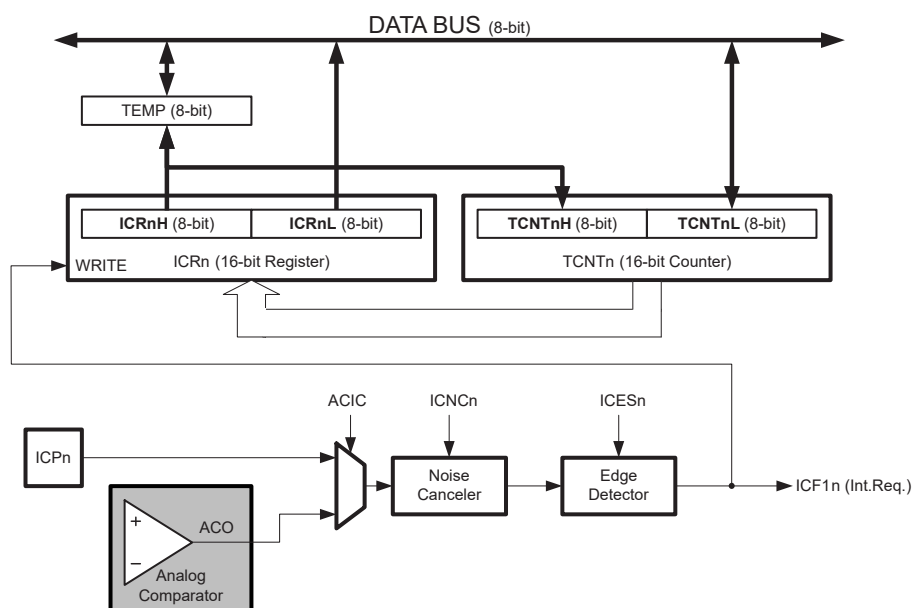 DATA BUS (8-bit)
TEMP (8-bit)
ICRnH (8-bit) ICRnL (8-bit) TCNTnH (8-bit) TCNTnL (8-bit)
WRITE ICRn (16-bit Register) TCNTn (16-bit Counter)
ACIC ICNCn ICESn
ICPn
Noise
Canceler
Edge
Detector
ICF1n (Int.Req.)
+
ACO
−
Analog
Comparator